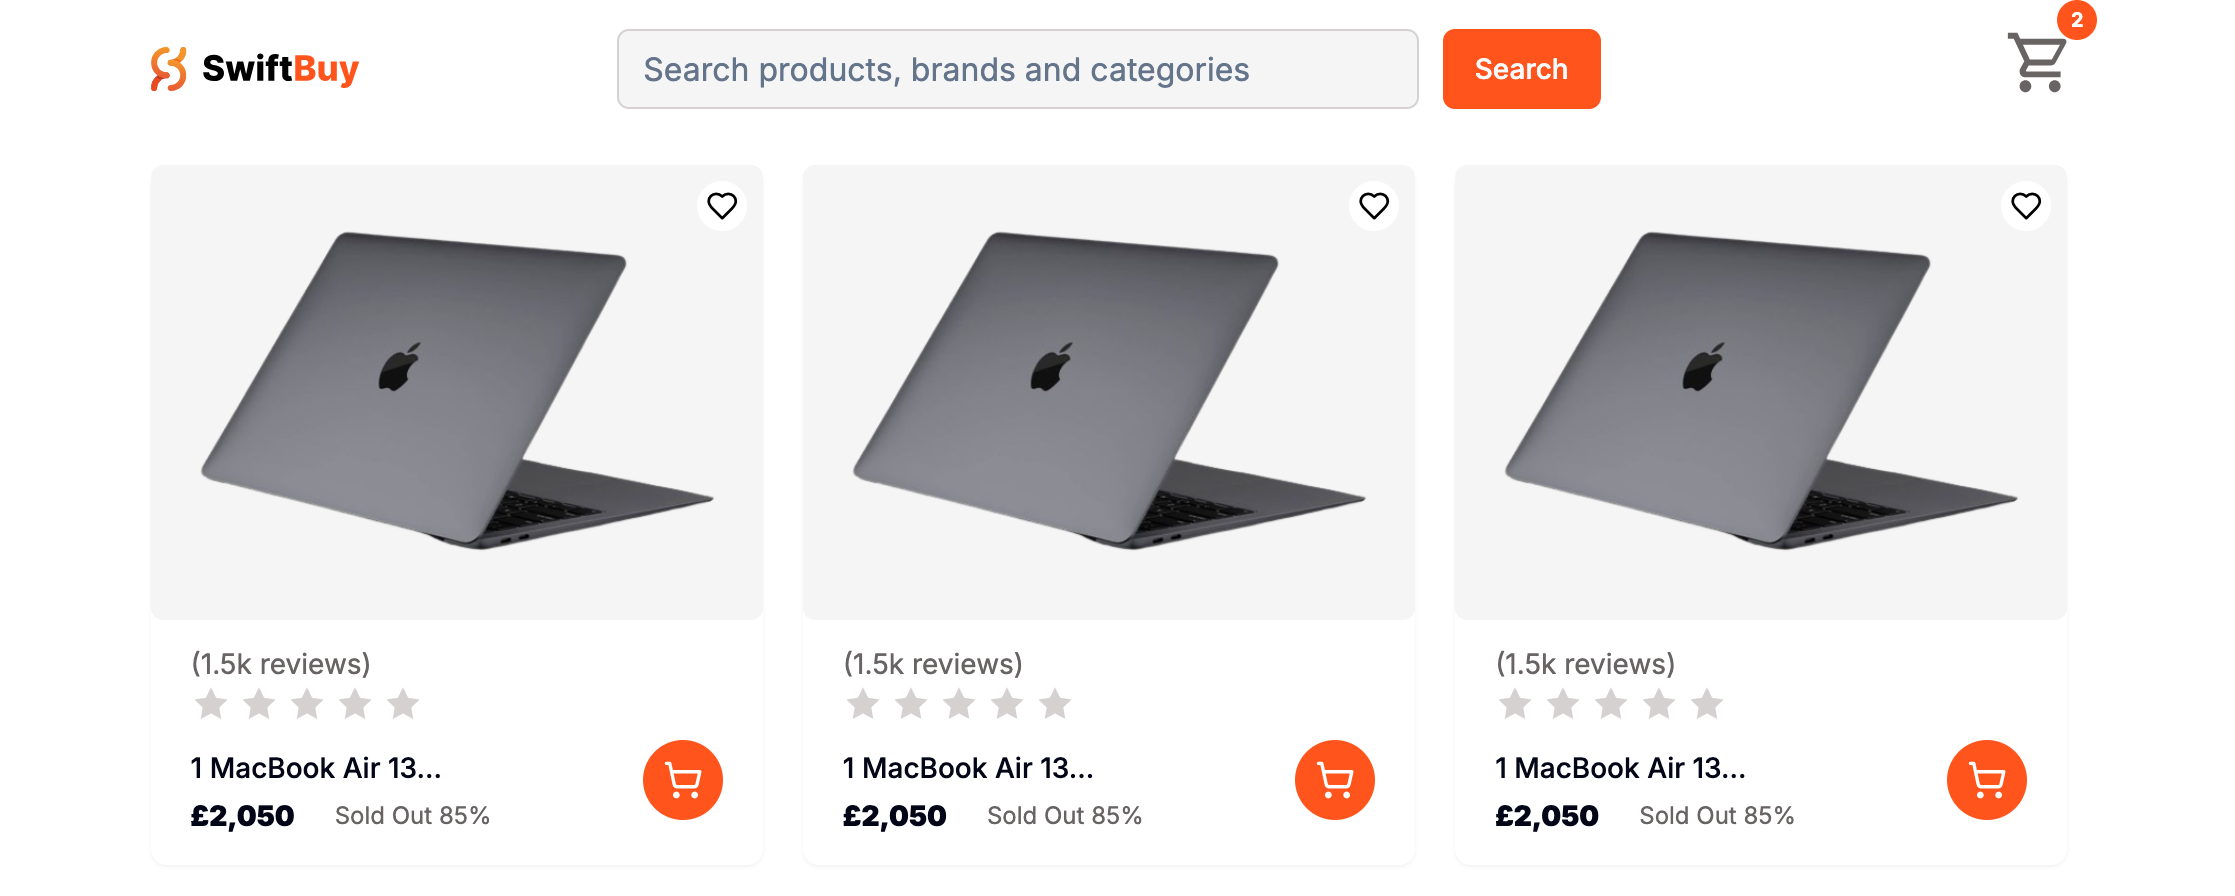 SwiftBuy
Search products, brands and categories
Search
2
(1.5k reviews)
1 MacBook Air 13...
£2,050 Sold Out 85%
(1.5k reviews)
1 MacBook Air 13...
£2,050 Sold Out 85%
(1.5k reviews)
1 MacBook Air 13...
£2,050 Sold Out 85%